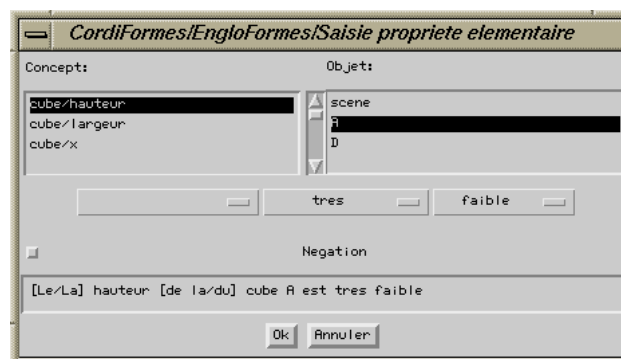 CordiFormes/EngloFormes/Saisie propriete elementaire
Concept: Objet:
cube/hauteur scene
cube/largeur A
cube/x D
tres faible
Negation
[Le/La] hauteur [de la/du] cube A est tres faible
Ok Annuler